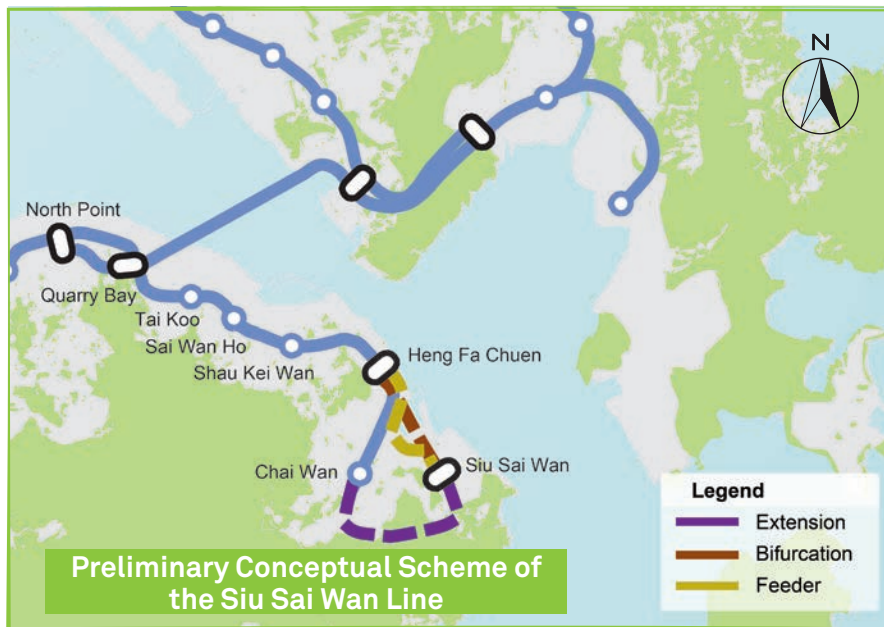 N
North Point
Quarry Bay
Tai Koo
Sai Wan Ho
Shau Kei Wan
Heng Fa Chuen
Chai Wan
Siu Sai Wan
Legend
Extension
Bifurcation
Feeder
Preliminary Conceptual Scheme of
the Siu Sai Wan Line